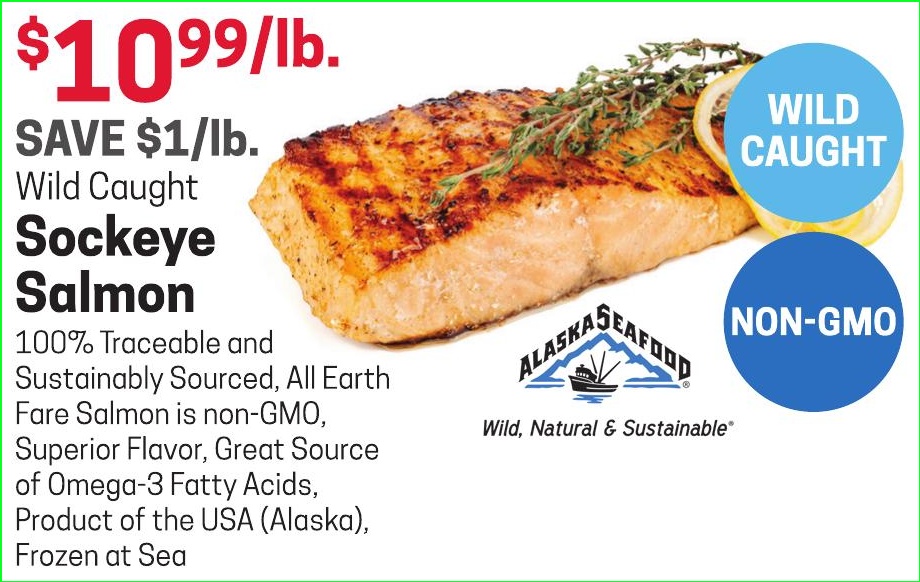 $10.99/lb.
SAVE $1/lb.
Wild Caught
Sockeye
Salmon
100% Traceable and
Sustainably Sourced, All Earth
Fare Salmon is non-GMO,
Superior Flavor, Great Source
of Omega-3 Fatty Acids,
Product of the USA (Alaska),
Frozen at Sea
WILD
CAUGHT
NON-GMO
ALASKA SEAFOOD®
Wild, Natural & Sustainable®